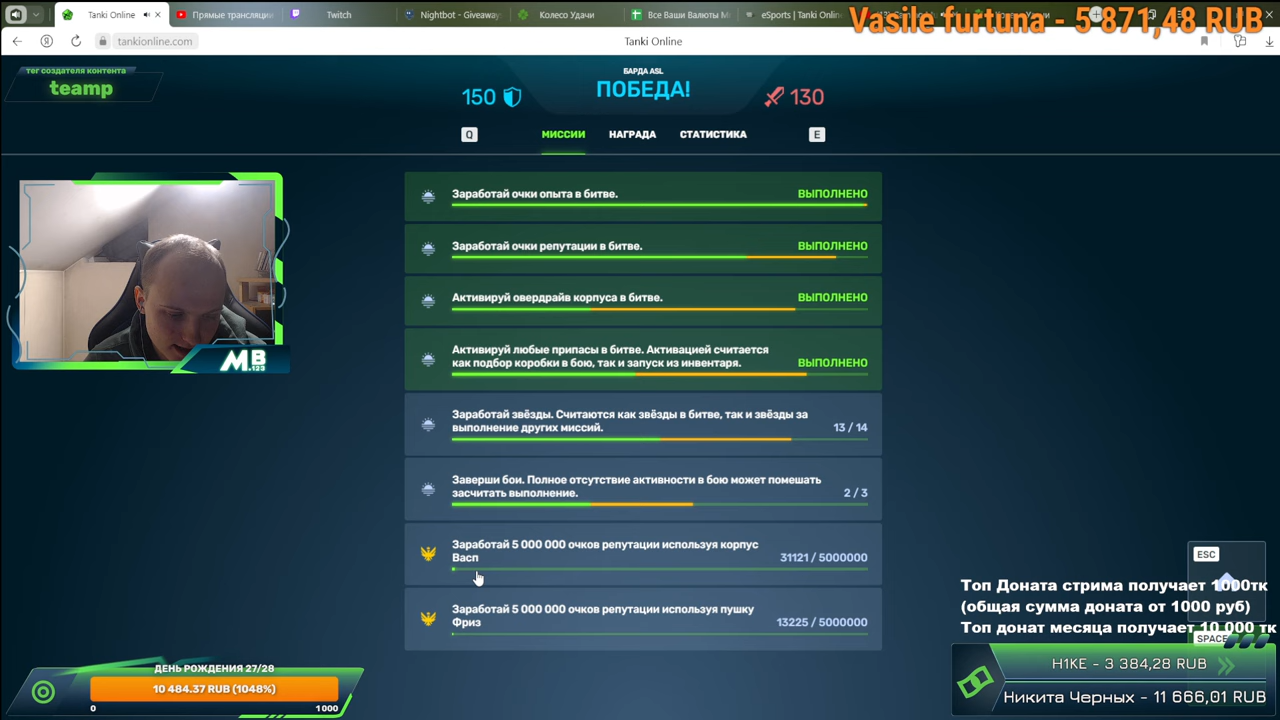 Tanki Online
Прямые трансляци
Twitch
Nightbot - Giveaway
Колесо Удачи
Все Ваши Валюты М
eSports | Tanki Onlin
Vasile furtuna - 5 871,48 RUB
tankionline.com
Tanki Online
тег создателя контента
teamp
БАРДА ASL
150
ПОБЕДА!
130
Q
МИССИИ
НАГРАДА
СТАТИСТИКА
E
Заработай очки опыта в битве.
ВЫПОЛНЕНО
Заработай очки репутации в битве.
ВЫПОЛНЕНО
Активируй овердрайв корпуса в битве.
ВЫПОЛНЕНО
Активируй любые припасы в битве. Активацией считается
как подбор коробки в бою, так и запуск из инвентаря.
ВЫПОЛНЕНО
Заработай звёзды. Считаются как звёзды в битве, так и звёзды за
выполнение других миссий.
13 / 14
Заверши бои. Полное отсутствие активности в бою может помешать
засчитать выполнение.
2 / 3
Заработай 5 000 000 очков репутации используя корпус
Васп
31121 / 5000000
Заработай 5 000 000 очков репутации используя пушку
Фриз
13225 / 5000000
MB
.123
ESC
Топ Доната стрима получает 1000тк
(общая сумма доната от 1000 руб)
Топ донат месяца получает 10 000 тк
SPACE
H1KE - 3 384,28 RUB
Никита Черных - 11 666,01 RUB
ДЕНЬ РОЖДЕНИЯ 27/28
10 484.37 RUB (1048%)
0
1000